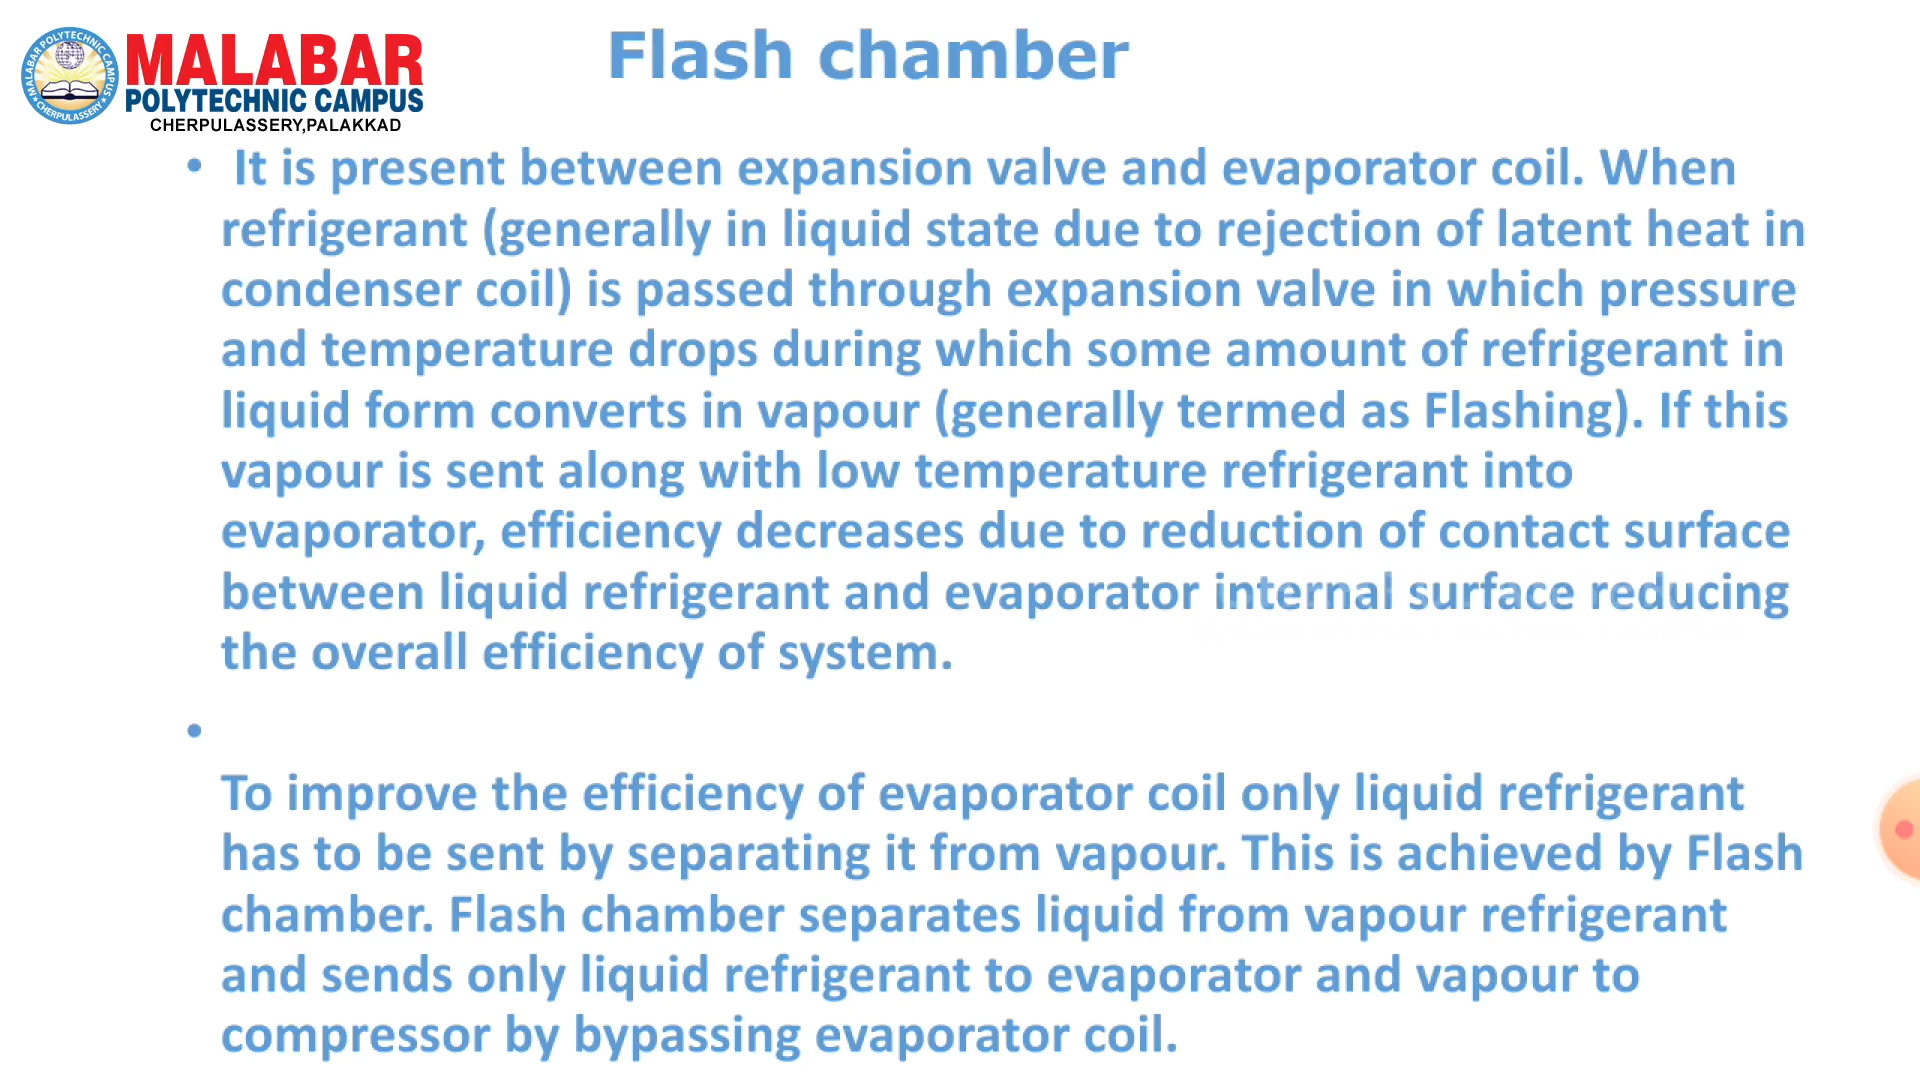 MALABAR POLYTECHNIC CAMPUS
CHERPULASSERY
MALABAR
POLYTECHNIC CAMPUS
CHERPULASSERY,PALAKKAD
Flash chamber
• It is present between expansion valve and evaporator coil. When
refrigerant (generally in liquid state due to rejection of latent heat in
condenser coil) is passed through expansion valve in which pressure
and temperature drops during which some amount of refrigerant in
liquid form converts in vapour (generally termed as Flashing). If this
vapour is sent along with low temperature refrigerant into
evaporator, efficiency decreases due to reduction of contact surface
between liquid refrigerant and evaporator internal surface reducing
the overall efficiency of system.
•
To improve the efficiency of evaporator coil only liquid refrigerant
has to be sent by separating it from vapour. This is achieved by Flash
chamber. Flash chamber separates liquid from vapour refrigerant
and sends only liquid refrigerant to evaporator and vapour to
compressor by bypassing evaporator coil.